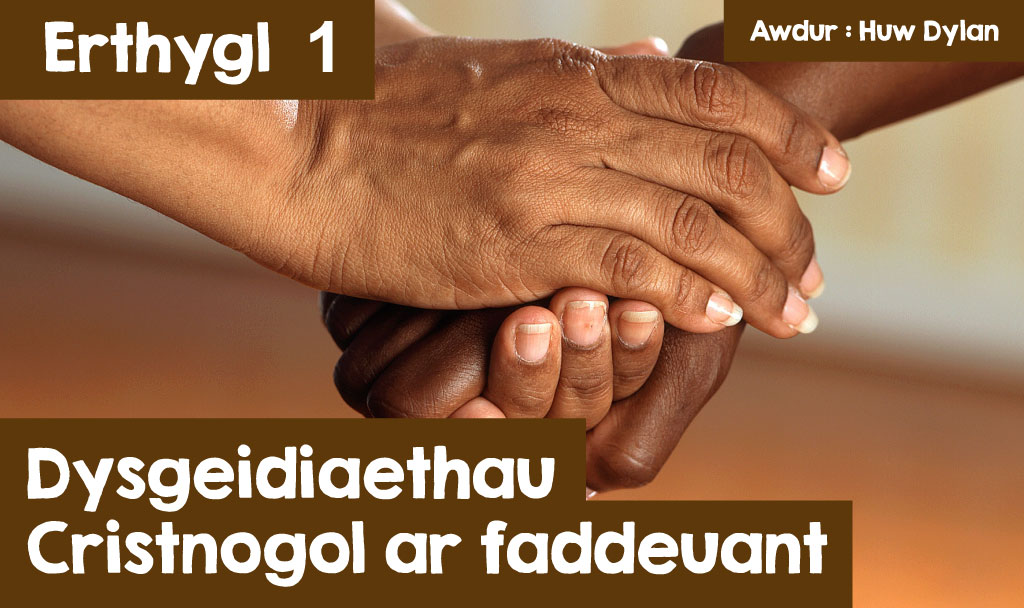 Erthygl 1
Awdur : Huw Dylan
Dysgeidiaethau
Cristnogol ar faddeuant